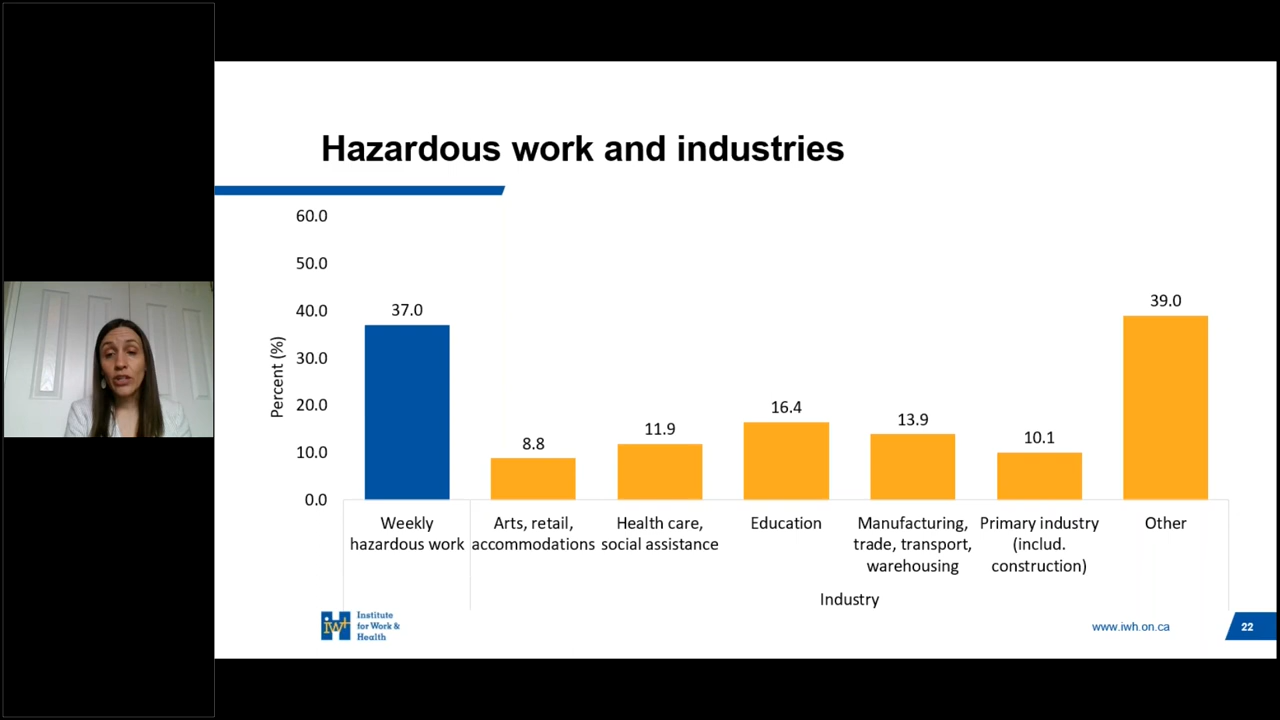 Hazardous work and industries
60.0
50.0
40.0
30.0
20.0
10.0
0.0
Percent (%)
37.0
8.8
11.9
16.4
13.9
10.1
39.0
Weekly
hazardous work
Arts, retail,
accommodations
Health care,
social assistance
Education
Manufacturing,
trade, transport,
warehousing
Primary industry
(includ.
construction)
Other
Industry
iw+
Institute
for Work &
Health
www.iwh.on.ca
22